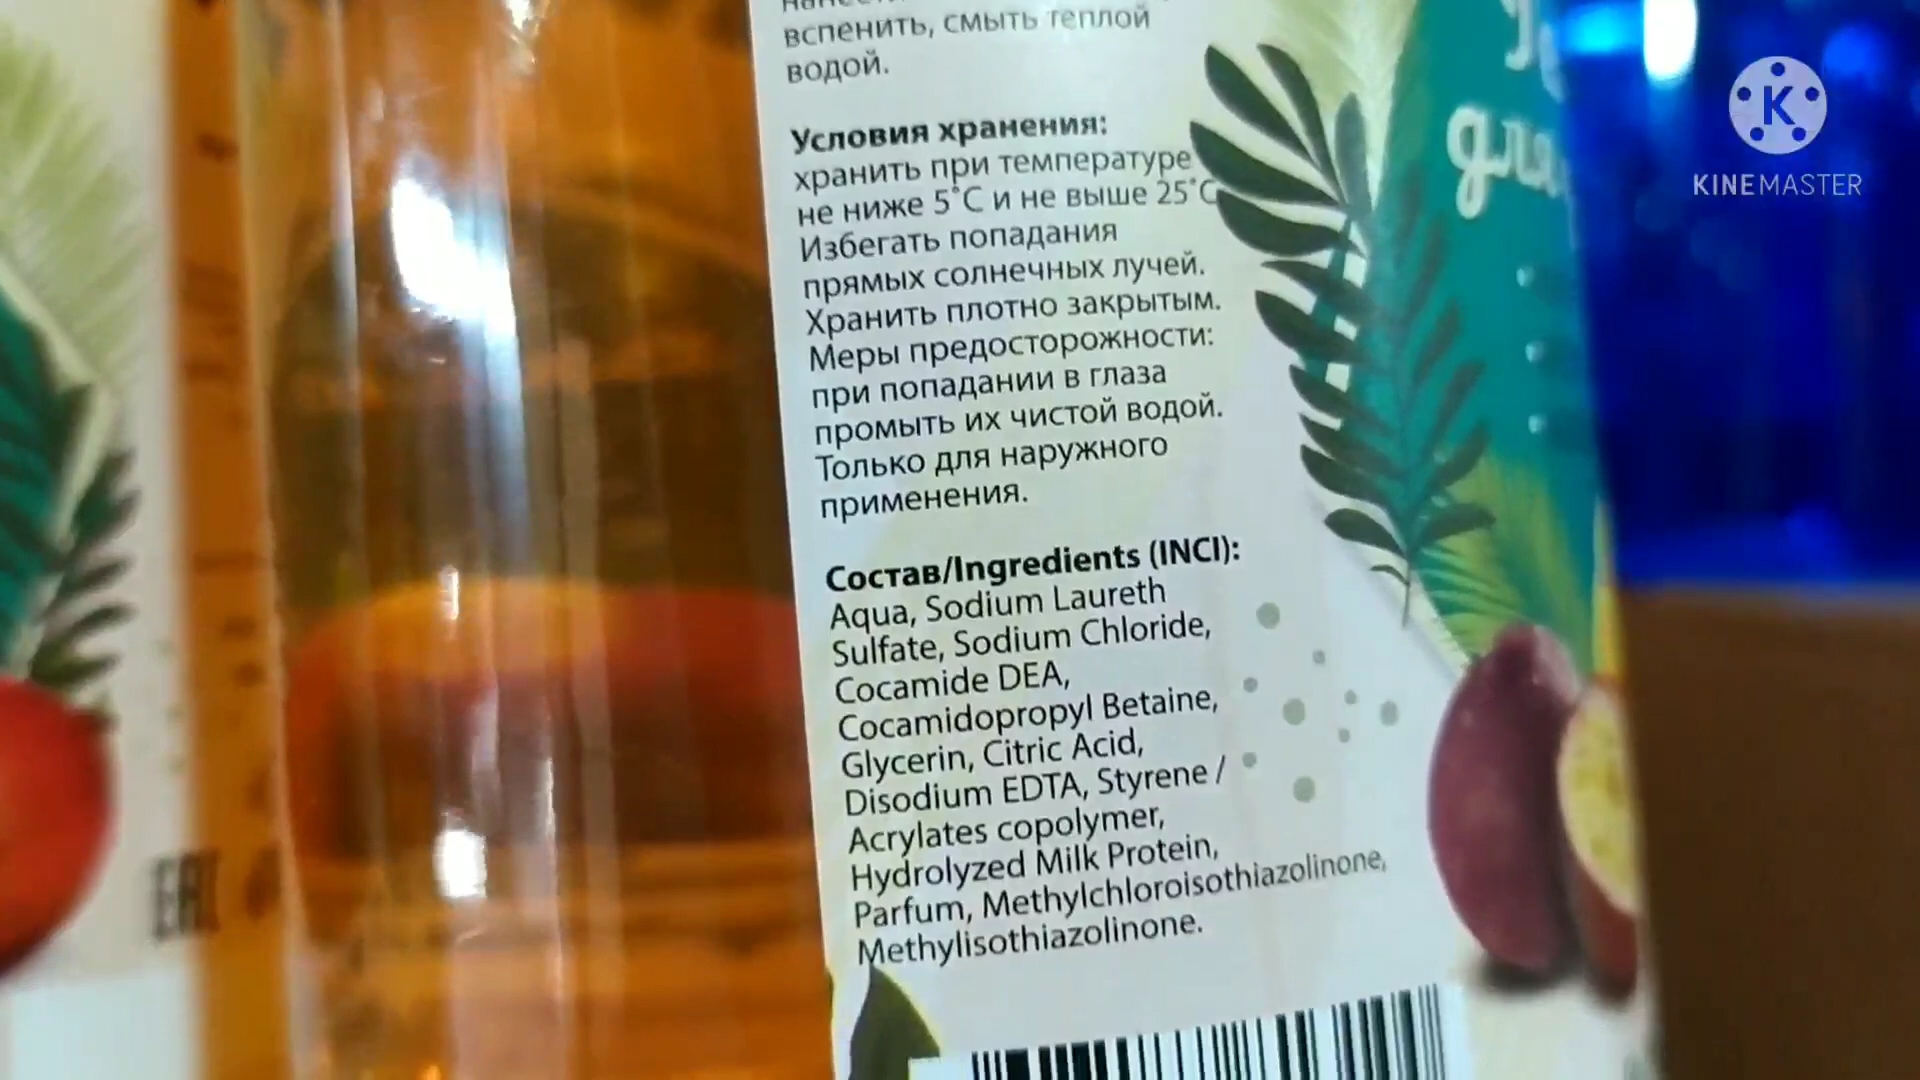 вспенить, смыть теплой
водой.
Условия хранения:
хранить при температуре
не ниже 5°C и не выше 25°C
Избегать попадания
прямых солнечных лучей.
Хранить плотно закрытым.
Меры предосторожности:
при попадании в глаза
промыть их чистой водой.
Только для наружного
применения.
Состав/Ingredients (INCI):
Aqua, Sodium Laureth
Sulfate, Sodium Chloride,
Cocamide DEA,
Cocamidopropyl Betaine,
Glycerin, Citric Acid,
Disodium EDTA, Styrene /
Acrylates copolymer,
Hydrolyzed Milk Protein,
Parfum, Methylchloroisothiazolinone,
Methylisothiazolinone.
для
K
KINEMASTER
EAC